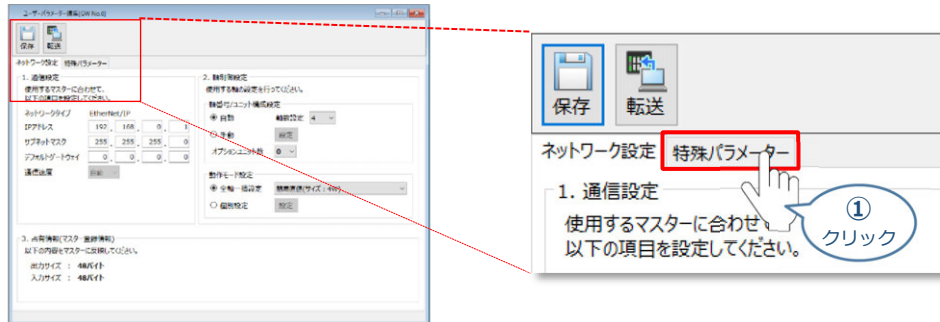 ユーザ・パラメーター構築(GW No.0)
保存 転送
ネットワーク設定 特殊パラメーター
1. 通信設定
使用するマスターに合わせて、
以下の項目を設定してください。
ネットワークタイプ EtherNet/IP
IPアドレス 192 . 168 . 0 . 1
サブネットマスク 255 . 255 . 255 . 0
デフォルトゲートウェイ 0 . 0 . 0 . 0
通信速度 自動
2. 軸制御設定
使用する軸の設定を行ってください。
軸番号/ユニット構成設定
自動 軸数設定 4
手動 設定
オプションユニット数 0
動作モード設定
全軸一括設定
個別設定 設定
3. 占有情報(マスター登録情報)
以下の内容をマスターに反映してください。
出力サイズ : 48バイト
入力サイズ : 48バイト
保存 転送
ネットワーク設定 特殊パラメーター
1. 通信設定
使用するマスターに合わせ
以下の項目を設定してください。
①
クリック